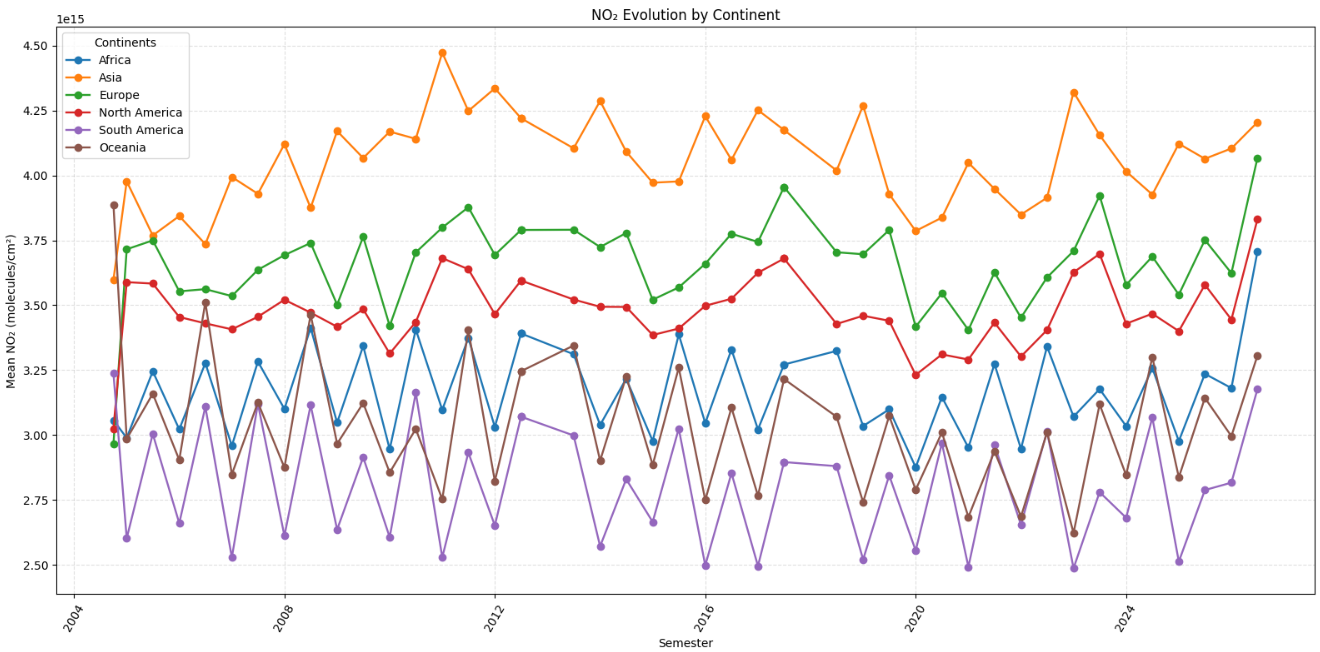 NO₂ Evolution by Continent
1e15
4.50
4.25
4.00
3.75
3.50
3.25
3.00
2.75
2.50
Mean NO₂ (molecules/cm²)
Continents
Africa
Asia
Europe
North America
South America
Oceania
2004
2008
2012
2016
2020
2024
Semester